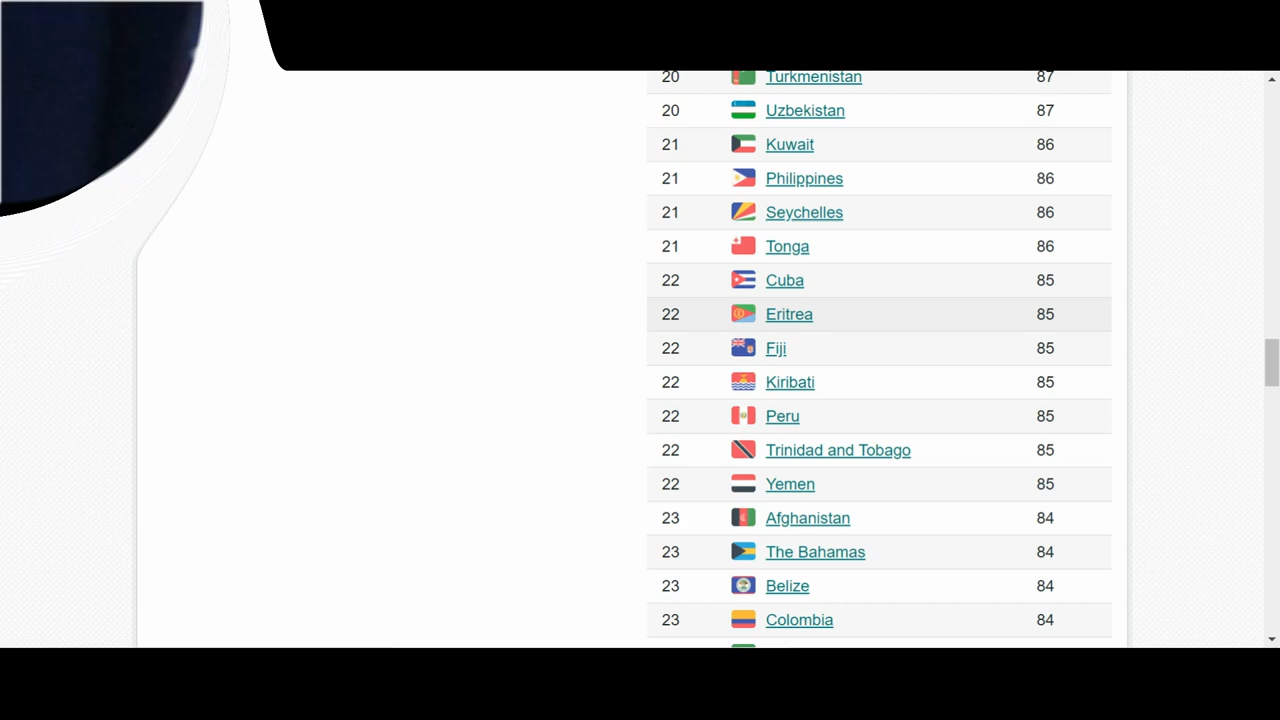 20 Turkmenistan 87
20 Uzbekistan 87
21 Kuwait 86
21 Philippines 86
21 Seychelles 86
21 Tonga 86
22 Cuba 85
22 Eritrea 85
22 Fiji 85
22 Kiribati 85
22 Peru 85
22 Trinidad and Tobago 85
22 Yemen 85
23 Afghanistan 84
23 The Bahamas 84
23 Belize 84
23 Colombia 84